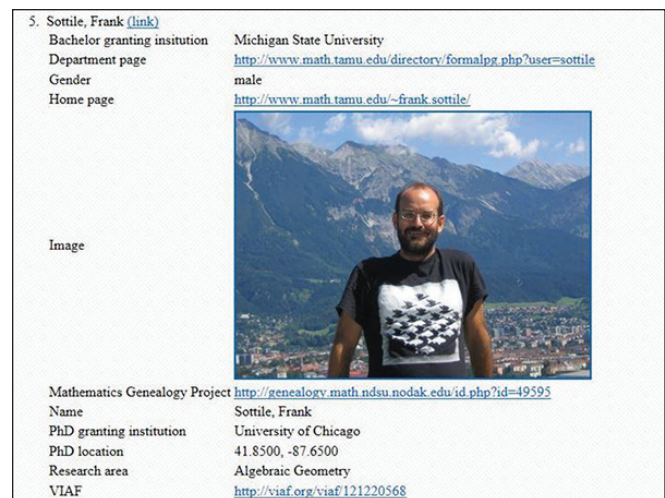 5. Sottile, Frank (link)
Bachelor granting insitution Michigan State University
Department page http://www.math.tamu.edu/directory/formalpg.php?user=sottile
Gender male
Home page http://www.math.tamu.edu/~frank.sottile/
Image
Mathematics Genealogy Project http://genealogy.math.ndsu.nodak.edu/id.php?id=49595
Name Sottile, Frank
PhD granting institution University of Chicago
PhD location 41.8500, -87.6500
Research area Algebraic Geometry
VIAF http://viaf.org/viaf/121220568